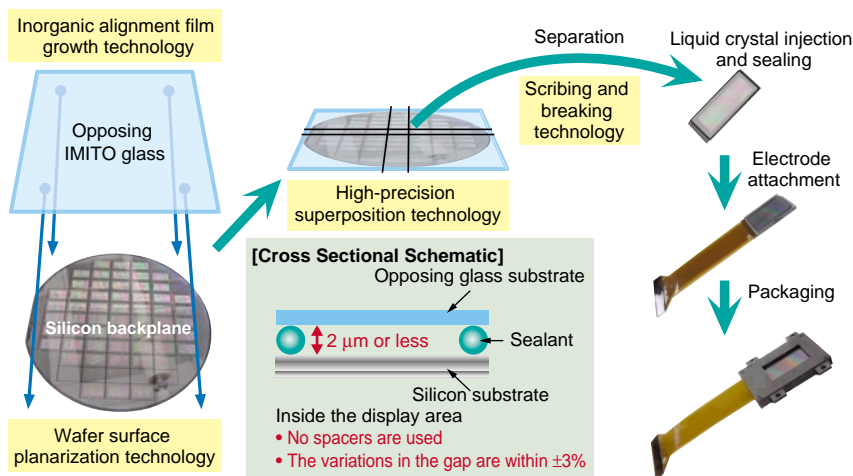 Inorganic alignment film
growth technology
Opposing
IMITO glass
Silicon backplane
Wafer surface
planarization technology
High-precision
superposition technology
Separation
Scribing and
breaking
technology
Liquid crystal injection
and sealing
Electrode
attachment
Packaging
[Cross Sectional Schematic]
Opposing glass substrate
2 μm or less
Sealant
Silicon substrate
Inside the display area
• No spacers are used
• The variations in the gap are within ±3%